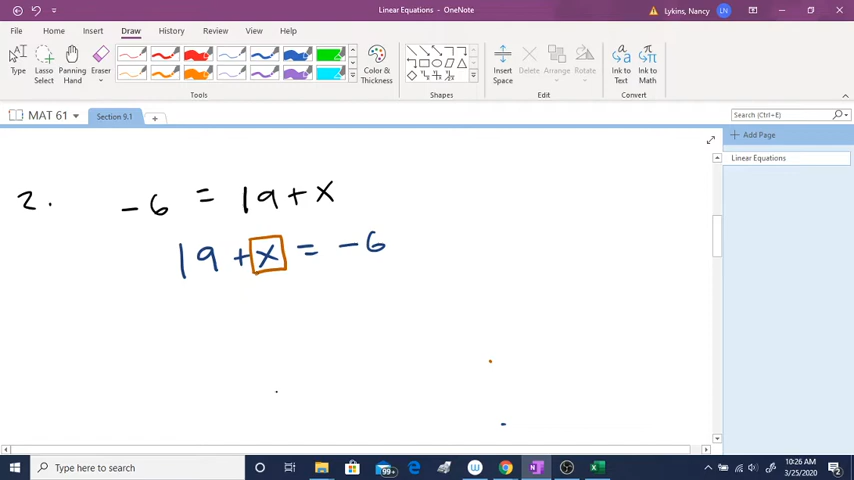 Linear Equations - OneNote
Lykins, Nancy
LN
File Home Insert Draw History Review View Help
Type
Lasso Select
Panning Hand
Eraser
Color & Thickness
Insert Space
Delete
Arrange
Rotate
Ink to Text
Ink to Math
Tools
Shapes
Edit
Convert
MAT 61
Section 9.1
Search (Ctrl+E)
Add Page
Linear Equations
2. -6 = 19 + x
19 + x = -6
Type here to search
99+
10:26 AM
3/25/2020